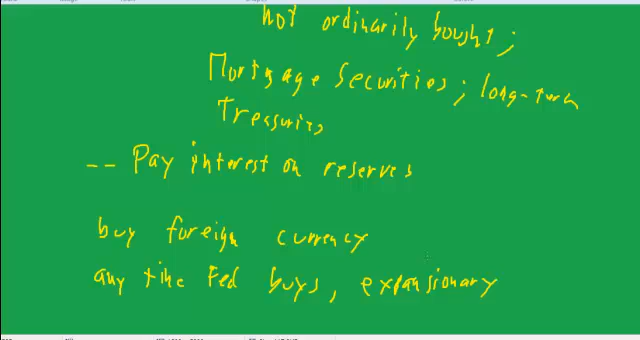 not ordinarily bought;
Mortgage Securities; long-term
Treasuries
-- Pay interest on reserves
buy foreign currency
any time Fed buys, expansionary